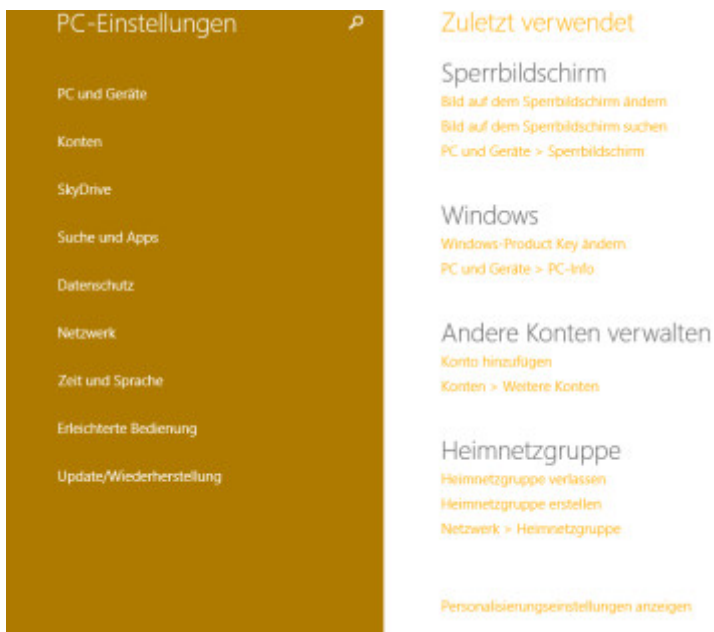 PC-Einstellungen
PC und Geräte
Konten
SkyDrive
Suche und Apps
Datenschutz
Netzwerk
Zeit und Sprache
Erleichterte Bedienung
Update/Wiederherstellung
Zuletzt verwendet
Sperrbildschirm
Bild auf dem Sperrbildschirm ändern
Bild auf dem Sperrbildschirm suchen
PC und Geräte > Sperrbildschirm
Windows
Windows-Product Key ändern
PC und Geräte > PC-Info
Andere Konten verwalten
Konto hinzufügen
Konten > Weitere Konten
Heimnetzgruppe
Heimnetzgruppe verlassen
Heimnetzgruppe erstellen
Netzwerk > Heimnetzgruppe
Personalisierungseinstellungen anzeigen